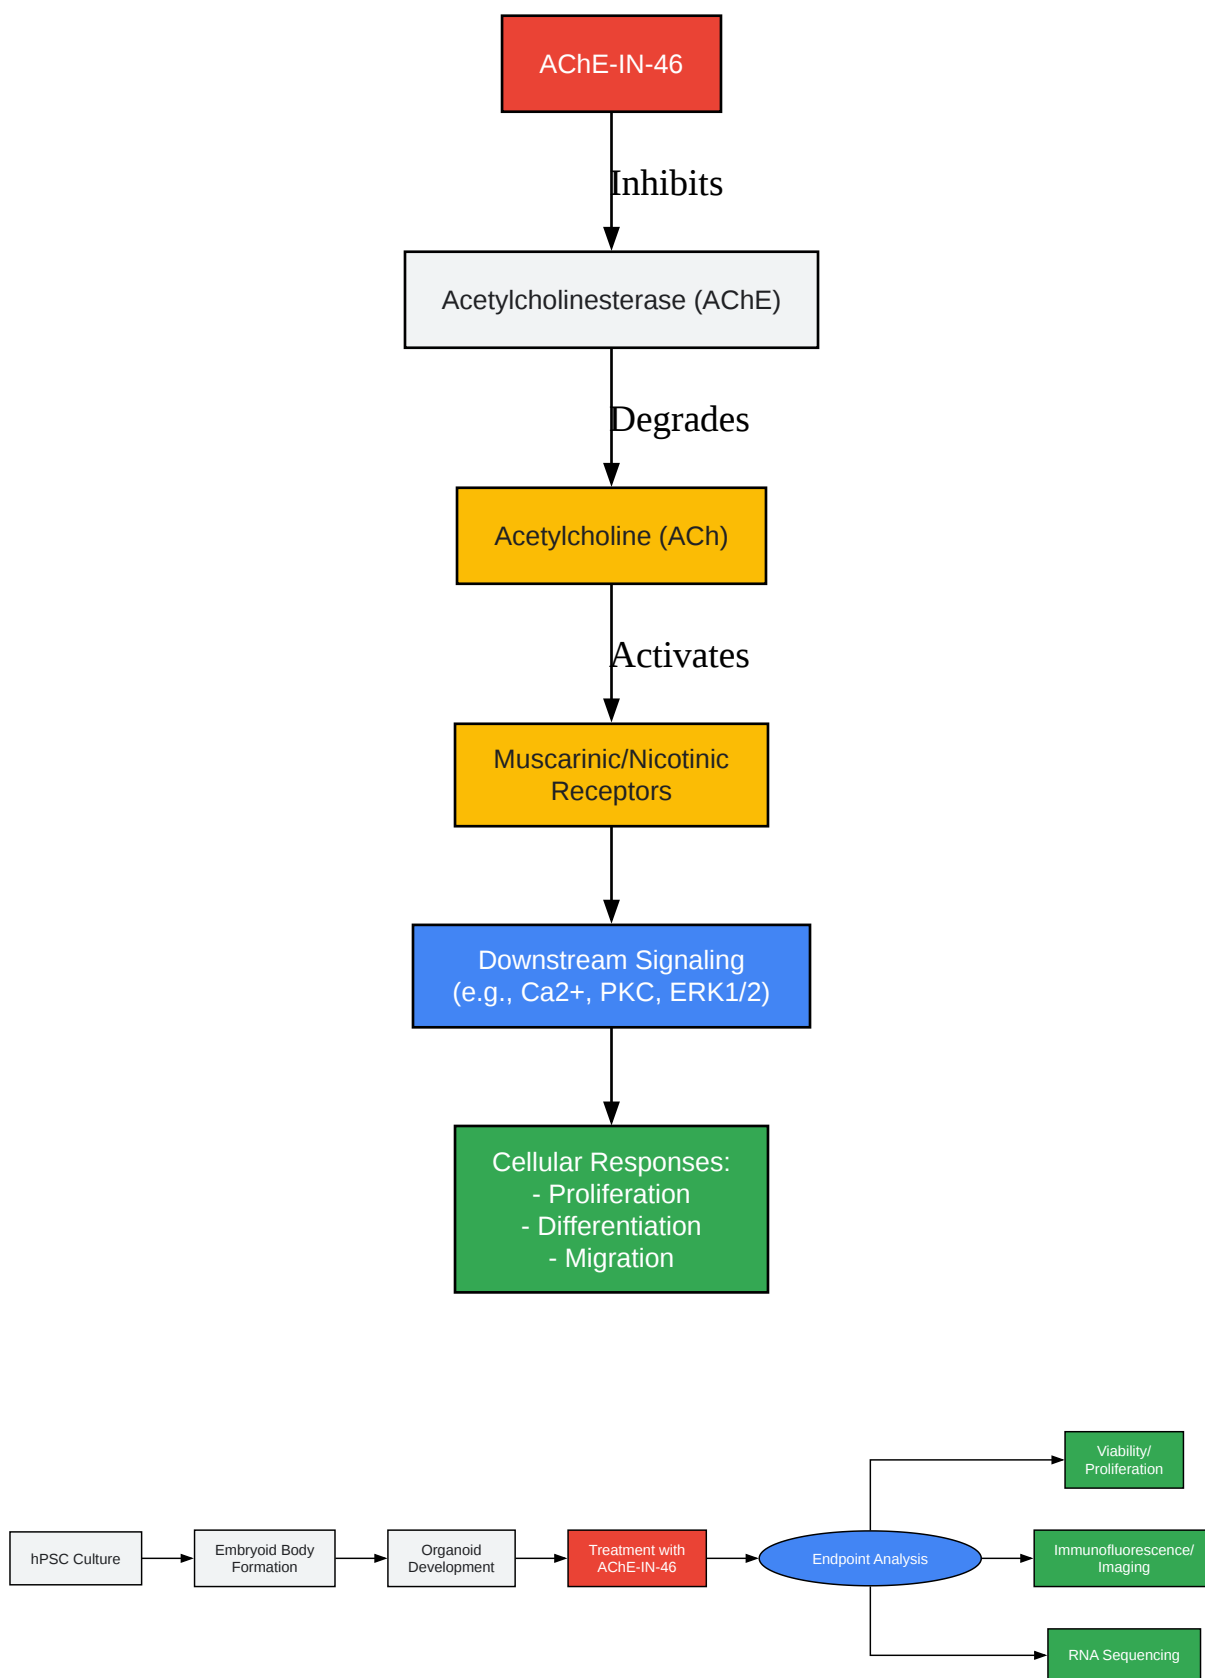 AChE-IN-46
Inhibits
Acetylcholinesterase (AChE)
Degrades
Acetylcholine (ACh)
Activates
Muscarinic/Nicotinic
Receptors
Downstream Signaling
(e.g., Ca2+, PKC, ERK1/2)
Cellular Responses:
- Proliferation
- Differentiation
- Migration
hPSC Culture
Embryoid Body
Formation
Organoid
Development
Treatment with
AChE-IN-46
Endpoint Analysis
Viability/
Proliferation
Immunofluorescence/
Imaging
RNA Sequencing